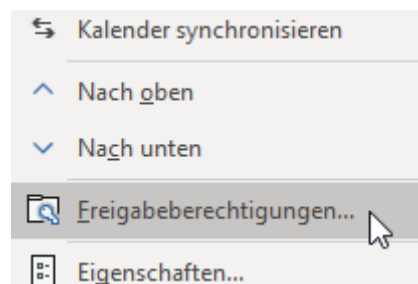 Kalender synchronisieren
Nach oben
Nach unten
Freigabeberechtigungen...
Eigenschaften...